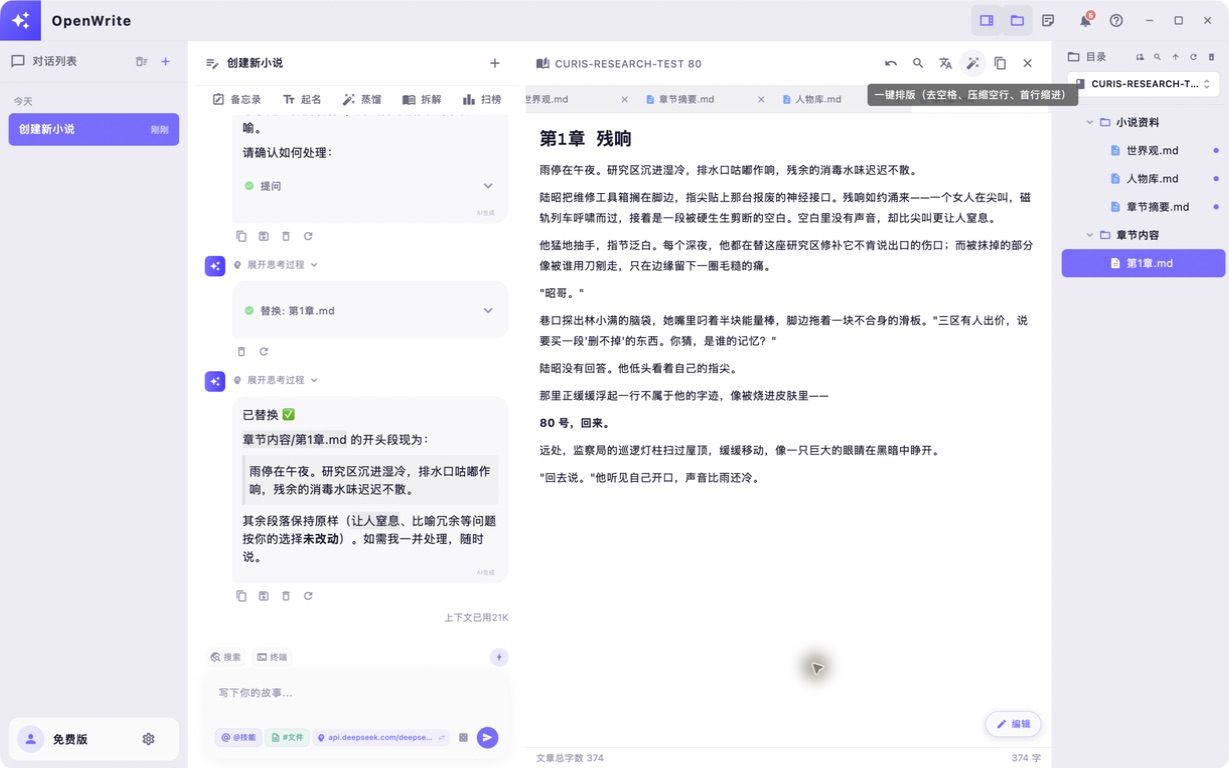 OpenWrite
6
对话列表
今天
创建新小说 刚刚
免费版
创建新小说
备忘录 起名 蒸馏 拆解 扫榜
喻。
请确认如何处理：
提问
AI生成
展开思考过程
替换: 第1章.md
展开思考过程
已替换 ✅
章节内容/第1章.md 的开头段现为：
雨停在午夜。研究区沉进湿冷，排水口咕嘟作
响，残余的消毒水味迟迟不散。
其余段落保持原样（让人窒息、比喻冗余等问题
按你的选择未改动）。如需我一并处理，随时
说。
AI生成
上下文已用21K
搜索 终端
写下你的故事...
@技能 #文件 api.deepseek.com/deepse...
CURIS-RESEARCH-TEST 80
一键排版（去空格、压缩空行、首行缩进）
世界观.md 章节摘要.md 人物库.md
第1章 残响
雨停在午夜。研究区沉进湿冷，排水口咕嘟作响，残余的消毒水味迟迟不散。
陆昭把维修工具箱搁在脚边，指尖贴上那台报废的神经接口。残响如约涌来——一个女人在尖叫，磁
轨列车呼啸而过，接着是一段被硬生生剪断的空白。空白里没有声音，却比尖叫更让人窒息。
他猛地抽手，指节泛白。每个深夜，他都在替这座研究区修补它不肯说出口的伤口；而被抹掉的部分
像被谁用刀剜走，只在边缘留下一圈毛糙的痛。
"昭哥。"
巷口探出林小满的脑袋，她嘴里叼着半块能量棒，脚边拖着一块不合身的滑板。"三区有人出价，说
要买一段'删不掉'的东西。你猜，是谁的记忆？"
陆昭没有回答。他低头看着自己的指尖。
那里正缓缓浮起一行不属于他的字迹，像被烧进皮肤里——
80 号，回来。
远处，监察局的巡逻灯柱扫过屋顶，缓缓移动，像一只巨大的眼睛在黑暗中睁开。
"回去说。"他听见自己开口，声音比雨还冷。
编辑
文章总字数 374 374 字
目录
CURIS-RESEARCH-T...
小说资料
世界观.md
人物库.md
章节摘要.md
章节内容
第1章.md